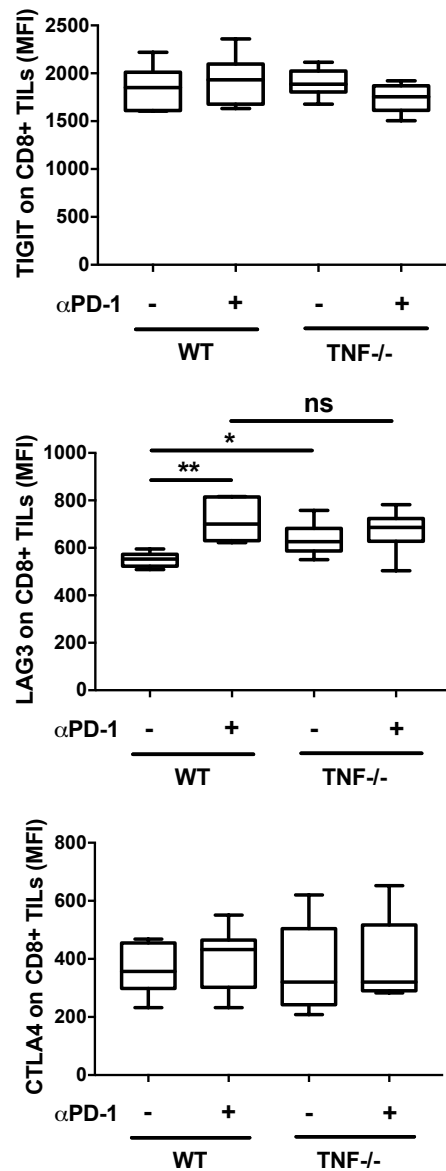 TIGIT on CD8+ TILs (MFI)
2500
2000
1500
1000
500
0
αPD-1 - + - +
WT TNF-/-
LAG3 on CD8+ TILs (MFI)
ns
*
**
1000
800
600
400
200
0
αPD-1 - + - +
WT TNF-/-
CTLA4 on CD8+ TILs (MFI)
800
600
400
200
0
αPD-1 - + - +
WT TNF-/-